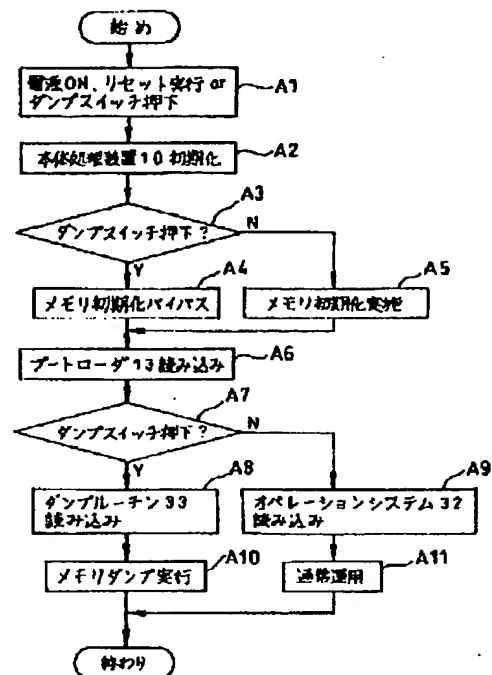 始め
電源ON、リセット実行or
ダンプスイッチ押下
A1
本体処理装置10初期化
A2
A3
ダンプスイッチ押下?
N
Y
A4
A5
メモリ初期化バイパス
メモリ初期化実施
A6
ブートローダ13読み込み
A7
ダンプスイッチ押下?
N
Y
A8
A9
ダンプルーチン33
読み込み
オペレーションシステム32
読み込み
A10
A11
メモリダンプ実行
通常運用
終わり